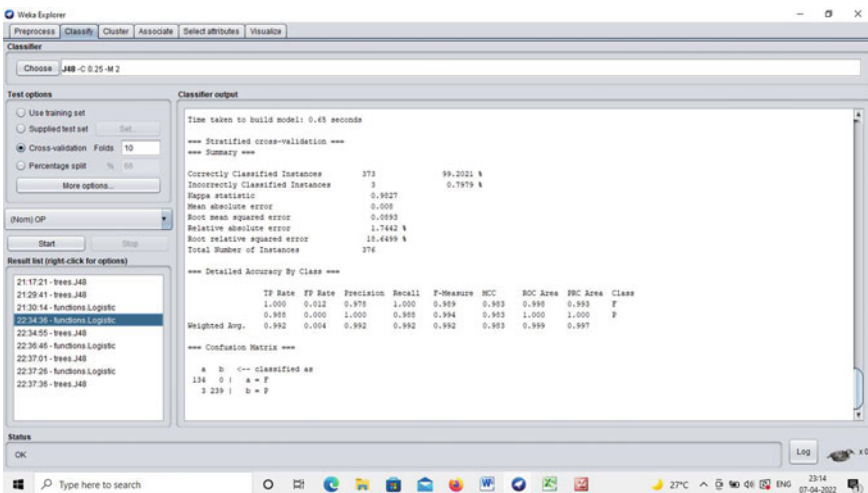 Weka Explorer
Preprocess Classify Cluster Associate Select attributes Visualize
Classifier
Choose J48 -C 0.25 -M 2
Test options
Use training set
Supplied test set Set...
Cross-validation Folds 10
Percentage split % 66
More options...
(Nom) OP
Start Stop
Result list (right-click for options)
21:17:21 - trees.J48
21:29:41 - trees.J48
21:30:14 - functions.Logistic
22:34:36 - functions.Logistic
22:34:55 - trees.J48
22:36:46 - functions.Logistic
22:37:01 - trees.J48
22:37:26 - functions.Logistic
22:37:36 - trees.J48
Classifier output
Time taken to build model: 0.65 seconds
=== Stratified cross-validation ===
=== Summary ===
Correctly Classified Instances 373 99.2021 %
Incorrectly Classified Instances 3 0.7979 %
Kappa statistic 0.9827
Mean absolute error 0.008
Root mean squared error 0.0893
Relative absolute error 1.7442 %
Root relative squared error 18.6499 %
Total Number of Instances 376
=== Detailed Accuracy By Class ===
TP Rate FP Rate Precision Recall F-Measure MCC ROC Area PRC Area Class
1.000 0.012 0.978 1.000 0.989 0.983 0.998 0.993 F
0.988 0.000 1.000 0.988 0.994 0.983 1.000 1.000 P
Weighted Avg. 0.992 0.004 0.992 0.992 0.992 0.983 0.999 0.997
=== Confusion Matrix ===
a b <-- classified as
134 0 | a = F
3 239 | b = P
Status
OK
Log x 0
Type here to search
27°C ENG 23:14
07-04-2022